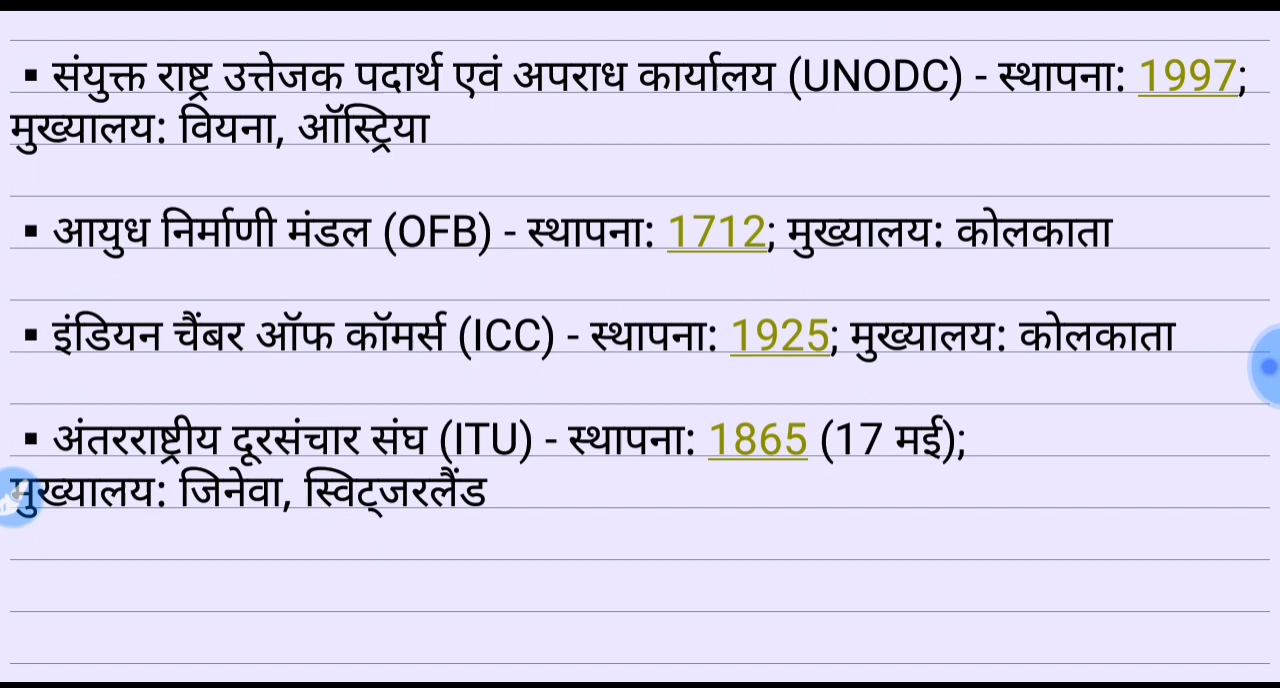 ▪ संयुक्त राष्ट्र उत्तेजक पदार्थ एवं अपराध कार्यालय (UNODC) - स्थापना: 1997;
मुख्यालय: वियना, ऑस्ट्रिया
▪ आयुध निर्माणी मंडल (OFB) - स्थापना: 1712; मुख्यालय: कोलकाता
▪ इंडियन चैंबर ऑफ कॉमर्स (ICC) - स्थापना: 1925; मुख्यालय: कोलकाता
▪ अंतरराष्ट्रीय दूरसंचार संघ (ITU) - स्थापना: 1865 (17 मई);
मुख्यालय: जिनेवा, स्विट्जरलैंड